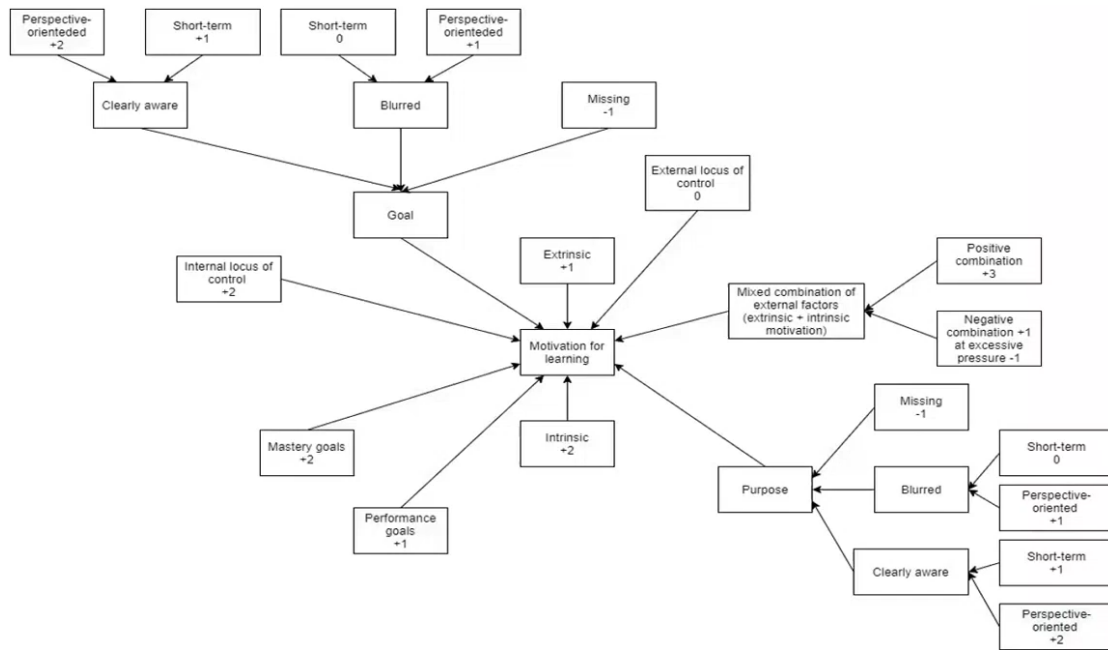 Perspective-
orienteded
+2
Short-term
+1
Short-term
0
Perspective-
orienteded
+1
Clearly aware
Blurred
Missing
-1
External locus of
control
0
Goal
Internal locus of
control
+2
Extrinsic
+1
Positive
combination
+3
Mixed combination of
external factors
(extrinsic + intrinsic
motivation)
Negative
combination +1
at excessive
pressure -1
Motivation for
learning
Missing
-1
Mastery goals
+2
Intrinsic
+2
Short-term
0
Purpose
Blurred
Perspective-
oriented
+1
Performance
goals
+1
Short-term
+1
Clearly aware
Perspective-
oriented
+2